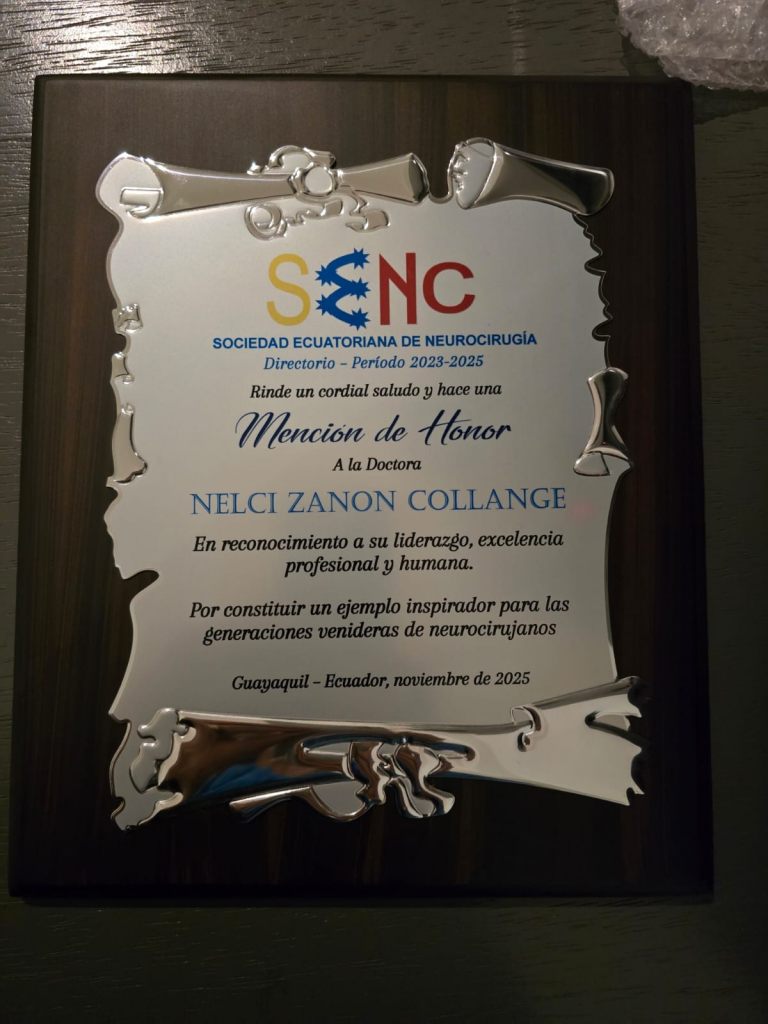 SENC
SOCIEDAD ECUATORIANA DE NEUROCIRUGÍA
Directorio – Período 2023-2025
Rinde un cordial saludo y hace una
Mención de Honor
A la Doctora
NELCI ZANON COLLANGE
En reconocimiento a su liderazgo, excelencia
profesional y humana.
Por constituir un ejemplo inspirador para las
generaciones venideras de neurocirujanos
Guayaquil – Ecuador, noviembre de 2025